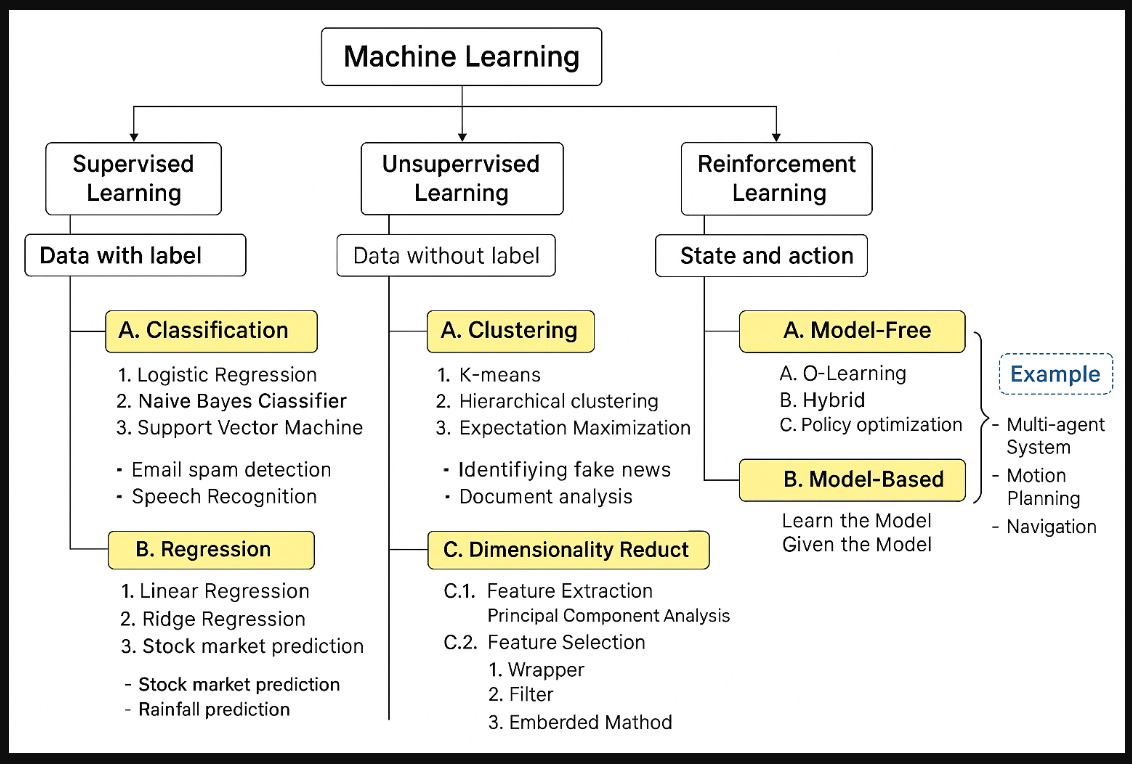 Machine Learning
Supervised
Learning
Data with label
A. Classification
1. Logistic Regression
2. Naive Bayes Ciassifier
3. Support Vector Machine
- Email spam detection
- Speech Recognition
B. Regression
1. Linear Regression
2. Ridge Regression
3. Stock market prediction
- Stock market prediction
- Rainfall prediction
Unsuperrvised
Learning
Data without label
A. Clustering
1. K-means
2. Hierarchical clustering
3. Expectation Maximization
- Identifiying fake news
- Document analysis
C. Dimensionality Reduct
C.1. Feature Extraction
Principal Component Analysis
C.2. Feature Selection
1. Wrapper
2. Filter
3. Emberded Mathod
Reinforcement
Learning
State and action
A. Model-Free
A. O-Learning
B. Hybrid
C. Policy optimization
B. Model-Based
Learn the Model
Given the Model
Example
- Multi-agent
System
- Motion
Planning
- Navigation